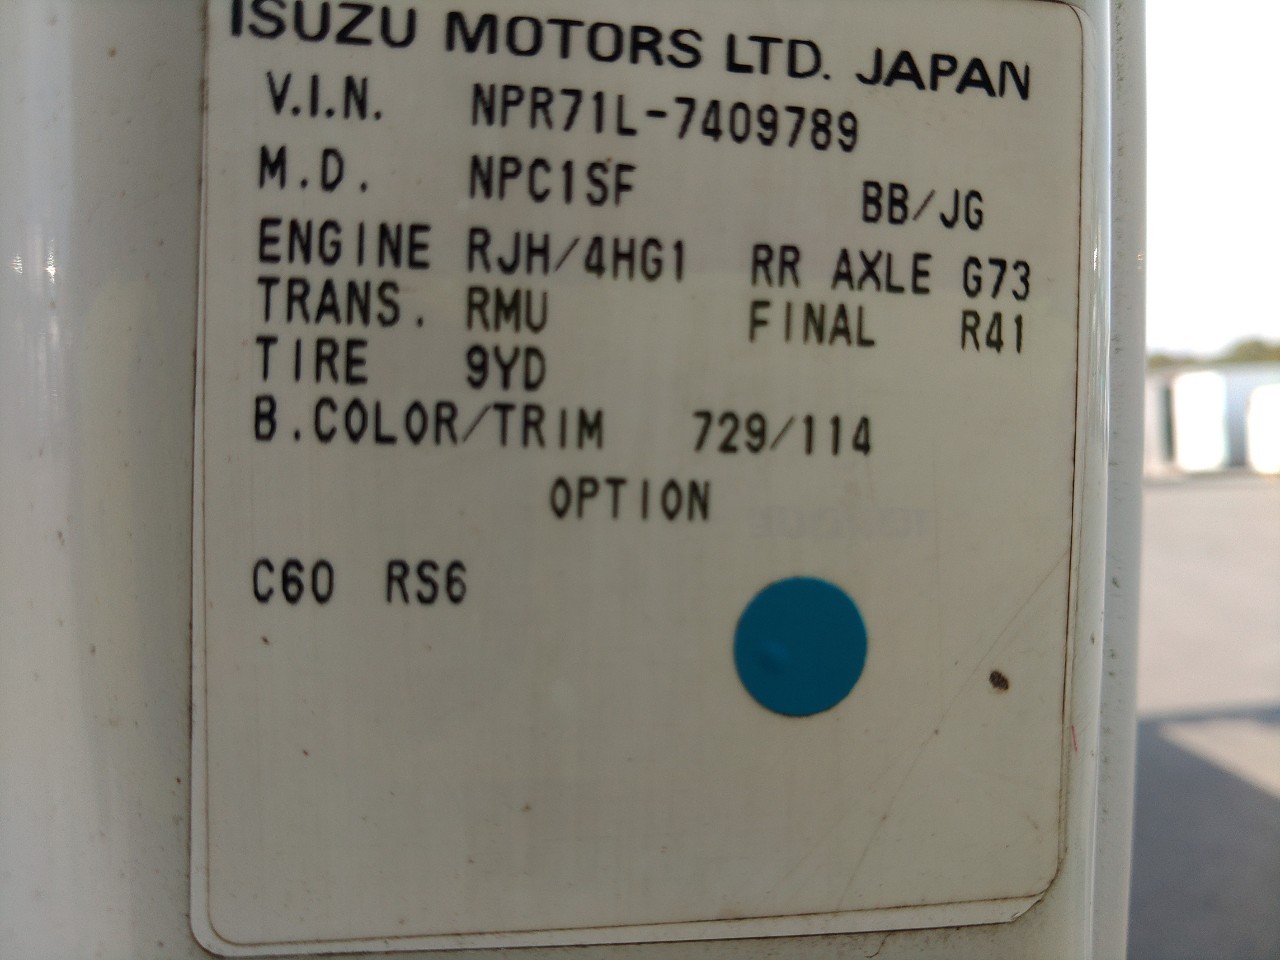 ISUZU MOTORS LTD. JAPAN
V.I.N. NPR71L-7409789
M.D. NPC1SF BB/JG
ENGINE RJH/4HG1 RR AXLE G73
TRANS. RMU FINAL R41
TIRE 9YD
B.COLOR/TRIM 729/114
OPTION
C60 RS6